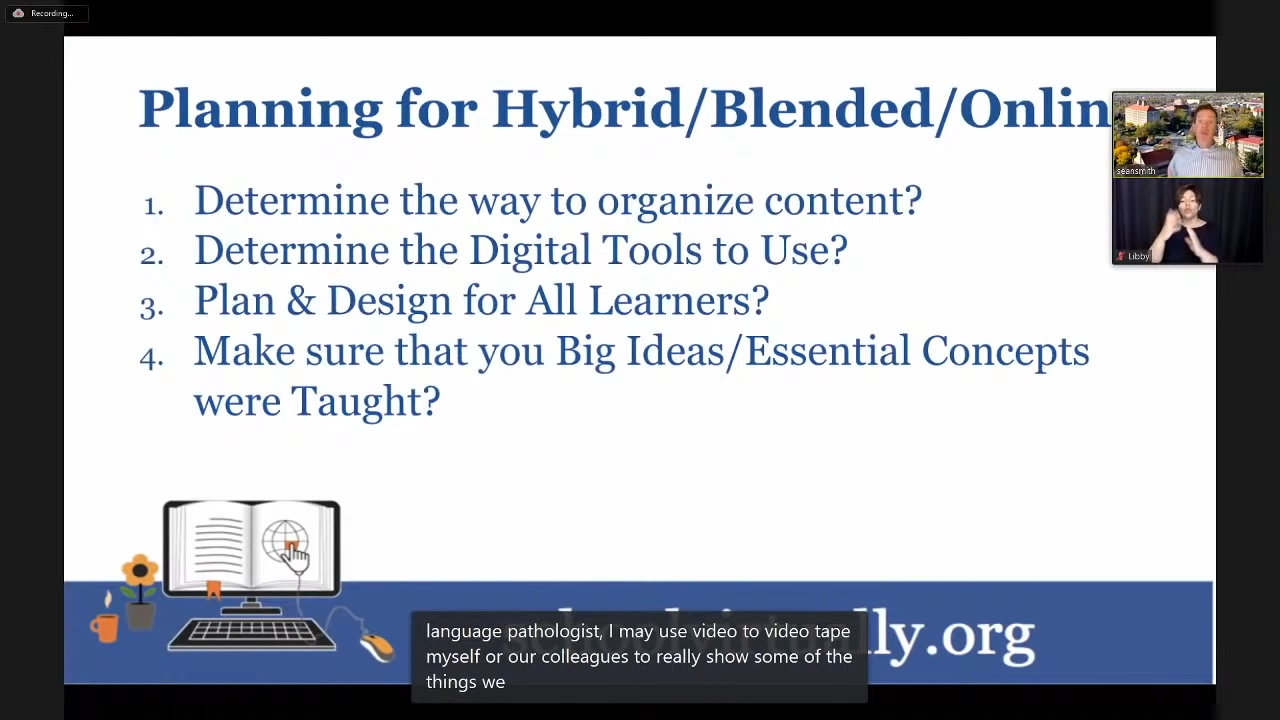 Recording...
Planning for Hybrid/Blended/Onlin
seansmith
Libby
1. Determine the way to organize content?
2. Determine the Digital Tools to Use?
3. Plan & Design for All Learners?
4. Make sure that you Big Ideas/Essential Concepts
were Taught?
language pathologist, I may use video to video tape
myself or our colleagues to really show some of the
things we